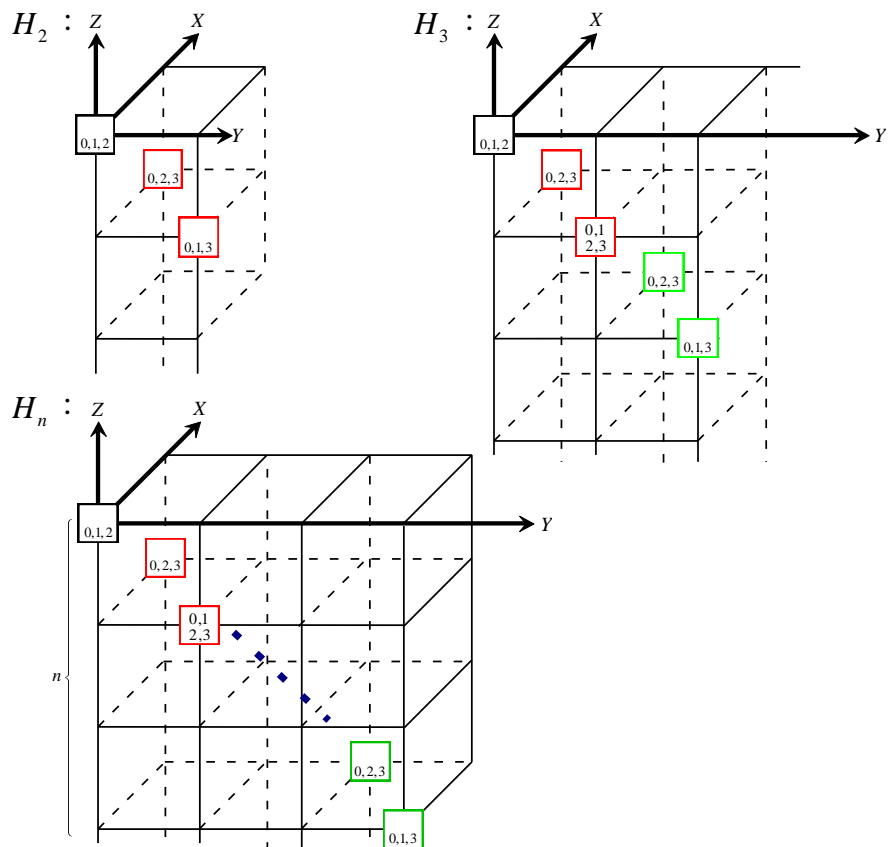 H₂ :
Z
X
Y
0,1,2
0,2,3
0,1,3
H₃ :
Z
X
Y
0,1,2
0,2,3
0,1
2,3
0,2,3
0,1,3
Hₙ :
Z
X
Y
0,1,2
0,2,3
0,1
2,3
n
0,2,3
0,1,3